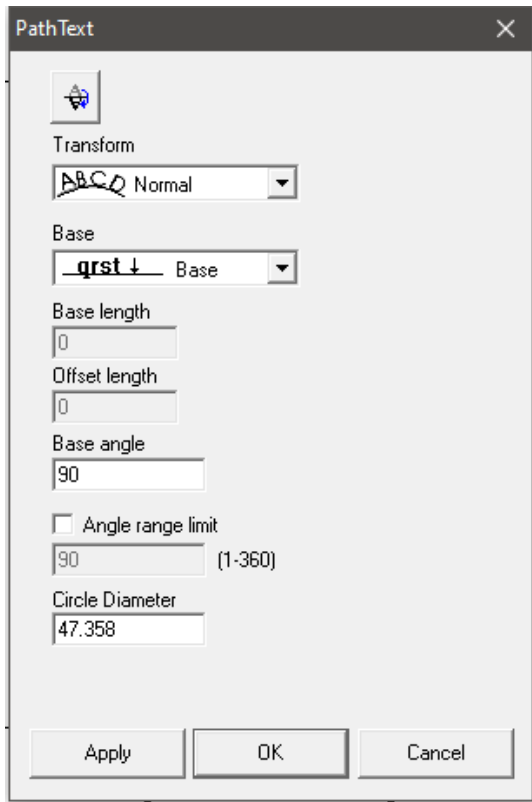 PathText
Transform
ABCD Normal
Base
qrst ↓ Base
Base length
0
Offset length
0
Base angle
90
Angle range limit
90 (1-360)
Circle Diameter
47.358
Apply OK Cancel